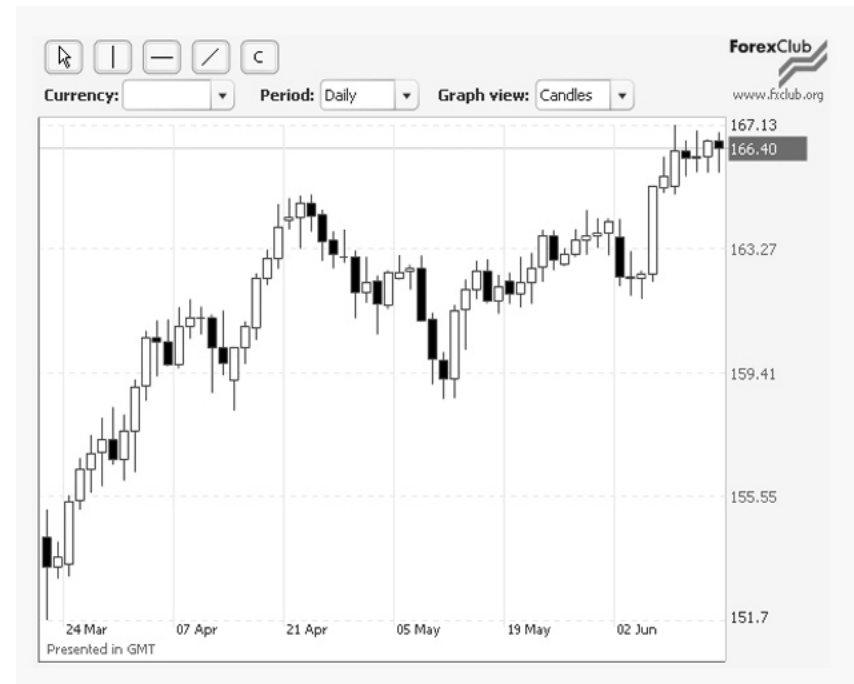 C
ForexClub
Currency: Period: Daily Graph view: Candles
www.fxclub.org
167.13
166.40
163.27
159.41
155.55
151.7
24 Mar 07 Apr 21 Apr 05 May 19 May 02 Jun
Presented in GMT